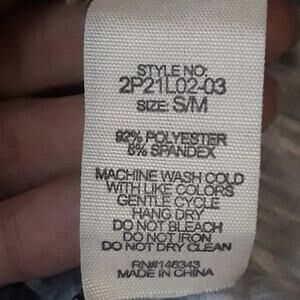 STYLE NO:
2P21L02-03
SIZE: S/M
92% POLYESTER
8% SPANDEX
MACHINE WASH COLD
WITH LIKE COLORS
GENTLE CYCLE
HANG DRY
DO NOT BLEACH
DO NOT IRON
DO NOT DRY CLEAN
RN#146343
MADE IN CHINA